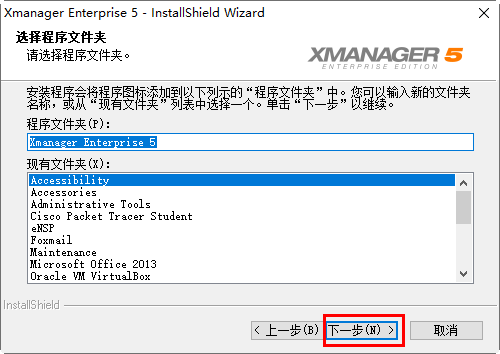 Xmanager Enterprise 5 - InstallShield Wizard
选择程序文件夹
请选择程序文件夹。
XMANAGER 5
ENTERPRISE EDITION
安装程会将程序图标添加到以下列示的“程序文件夹”中。您可以输入新的文件夹
名称，或从“现有文件夹”列表中选择一个。单击“下一步”以继续。
程序文件夹(P):
Xmanager Enterprise 5
现有文件夹(X):
Accessibility
Accessories
Administrative Tools
Cisco Packet Tracer Student
eNSP
Foxmail
Maintenance
Microsoft Office 2013
Oracle VM VirtualBox
InstallShield
< 上一步(B) 下一步(N) > 取消